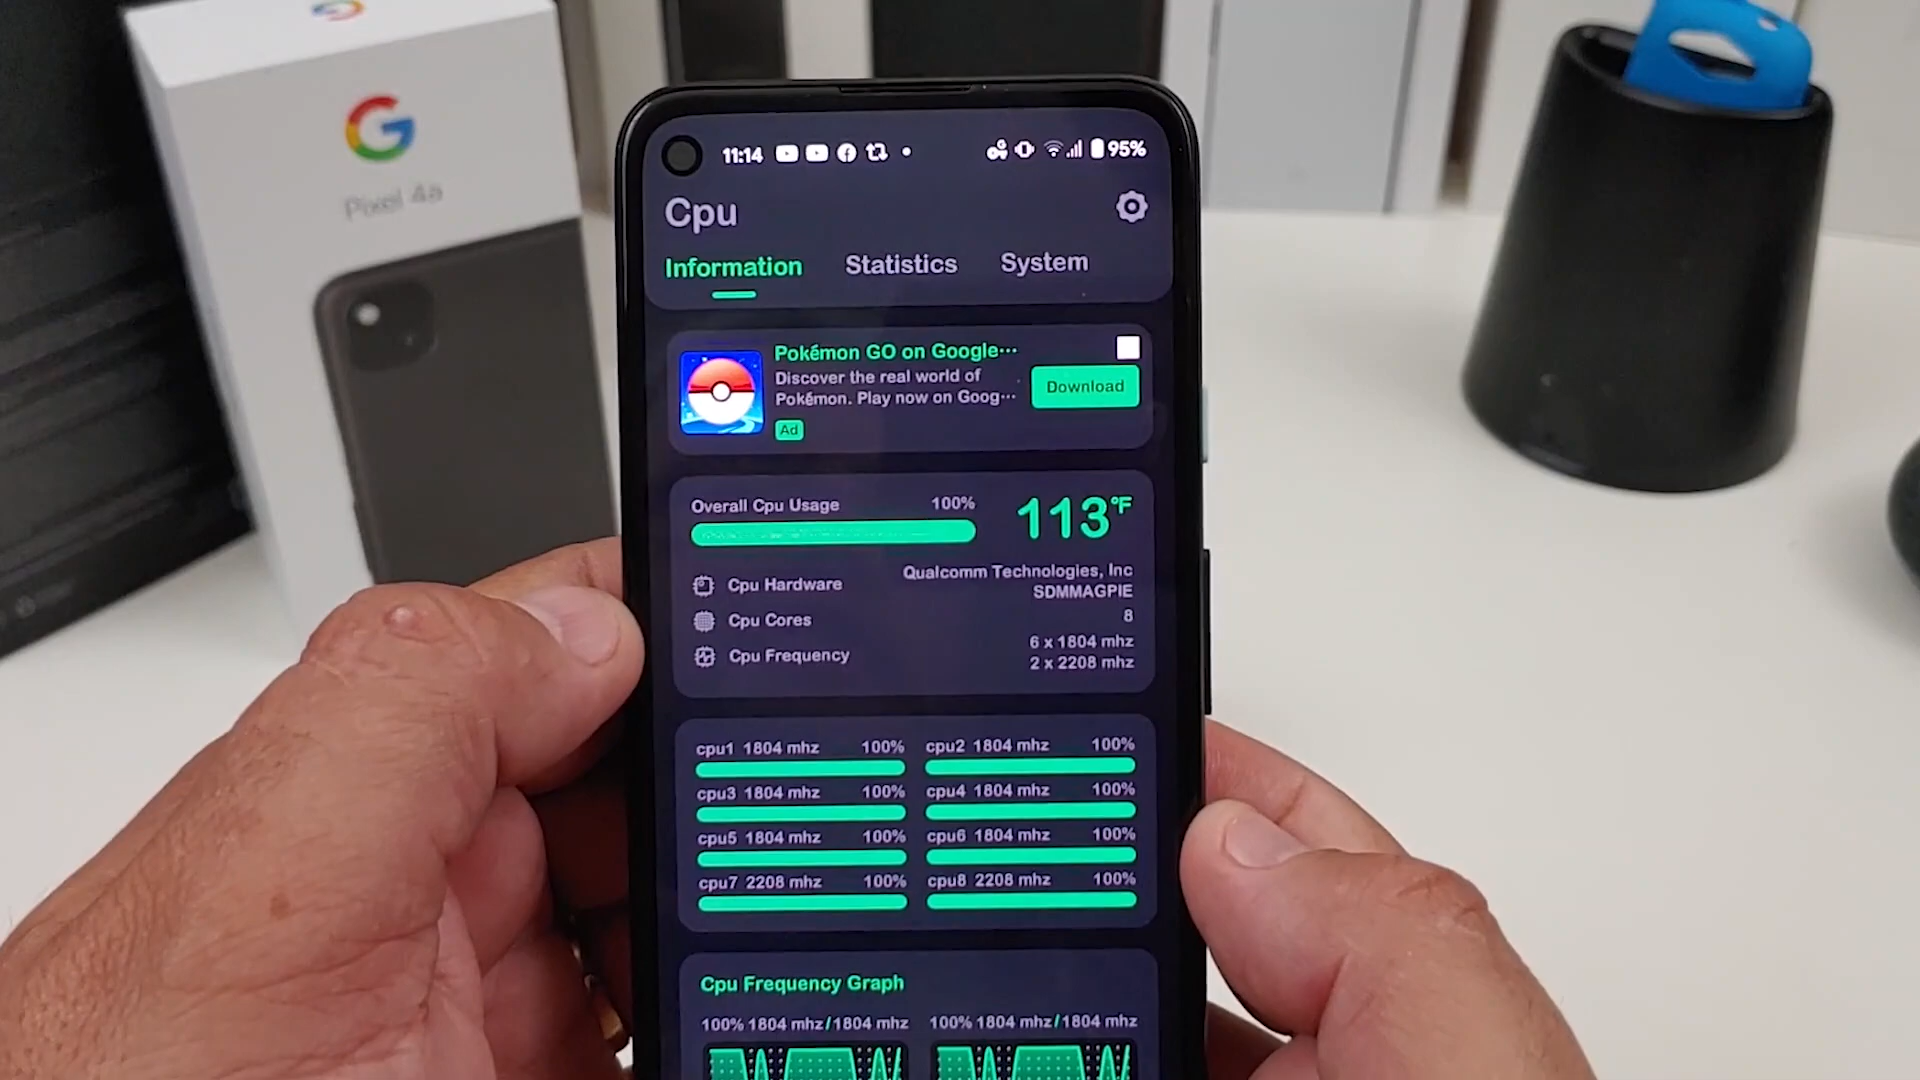 G
Pixel 4a
11:14
95%
Cpu
Information Statistics System
Pokémon GO on Google···
Discover the real world of
Pokémon. Play now on Goog···
Download
Ad
Overall Cpu Usage 100%
113°F
Cpu Hardware Qualcomm Technologies, Inc
SDMMAGPIE
Cpu Cores 8
Cpu Frequency 6 x 1804 mhz
2 x 2208 mhz
cpu1 1804 mhz 100% cpu2 1804 mhz 100%
cpu3 1804 mhz 100% cpu4 1804 mhz 100%
cpu5 1804 mhz 100% cpu6 1804 mhz 100%
cpu7 2208 mhz 100% cpu8 2208 mhz 100%
Cpu Frequency Graph
100% 1804 mhz/1804 mhz 100% 1804 mhz/1804 mhz